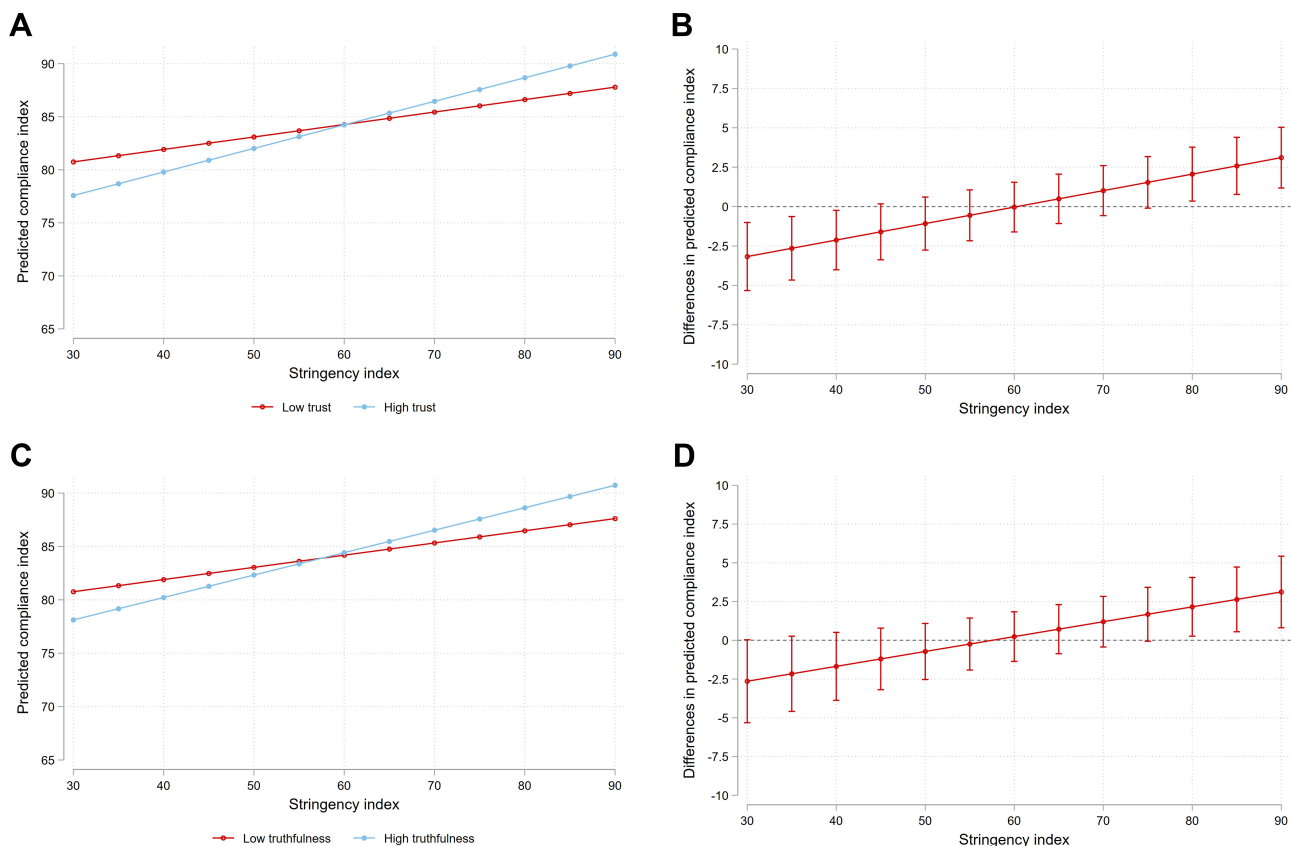 A
Predicted compliance index
90
85
80
75
70
65
30 40 50 60 70 80 90
Stringency index
Low trust High trust
B
Differences in predicted compliance index
10
7.5
5
2.5
0
-2.5
-5
-7.5
-10
30 40 50 60 70 80 90
Stringency index
C
Predicted compliance index
90
85
80
75
70
65
30 40 50 60 70 80 90
Stringency index
Low truthfulness High truthfulness
D
Differences in predicted compliance index
10
7.5
5
2.5
0
-2.5
-5
-7.5
-10
30 40 50 60 70 80 90
Stringency index